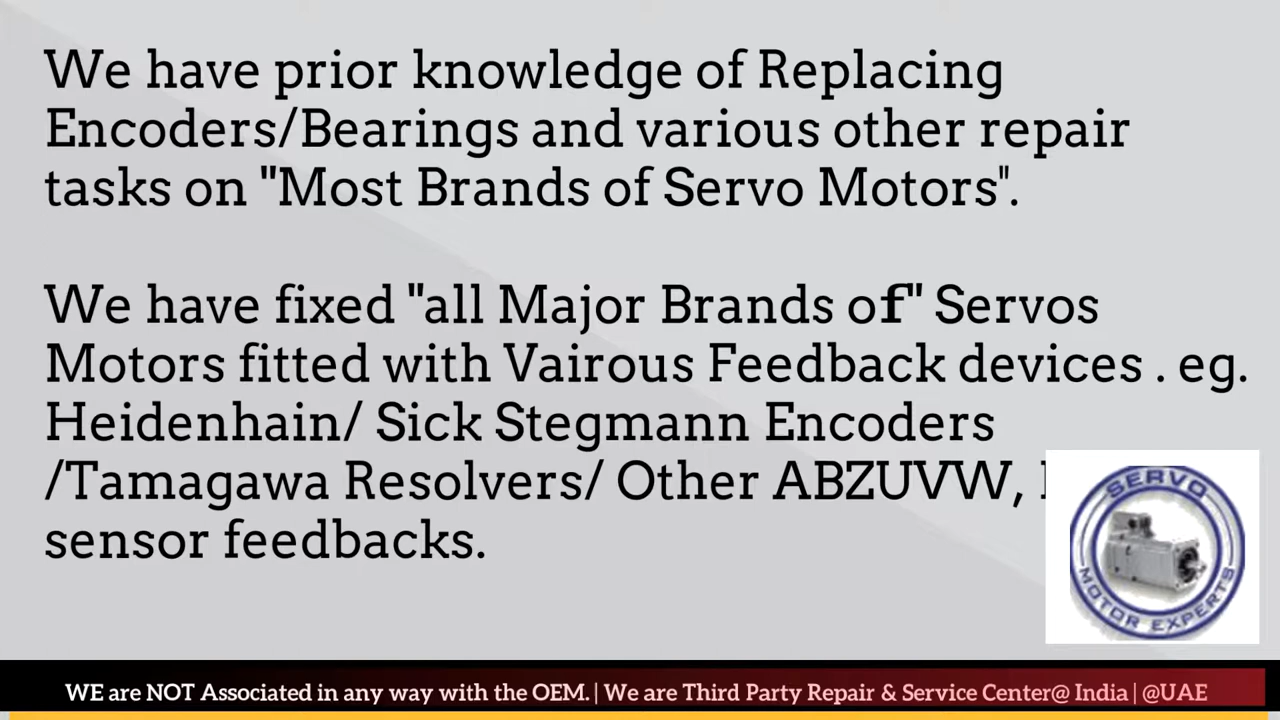 We have prior knowledge of Replacing
Encoders/Bearings and various other repair
tasks on "Most Brands of Servo Motors".
We have fixed "all Major Brands of" Servos
Motors fitted with Vairous Feedback devices . eg.
Heidenhain/ Sick Stegmann Encoders
/Tamagawa Resolvers/ Other ABZUVW,
sensor feedbacks.
SERVO
MOTOR EXPERTS
WE are NOT Associated in any way with the OEM. | We are Third Party Repair & Service Center@ India | @UAE